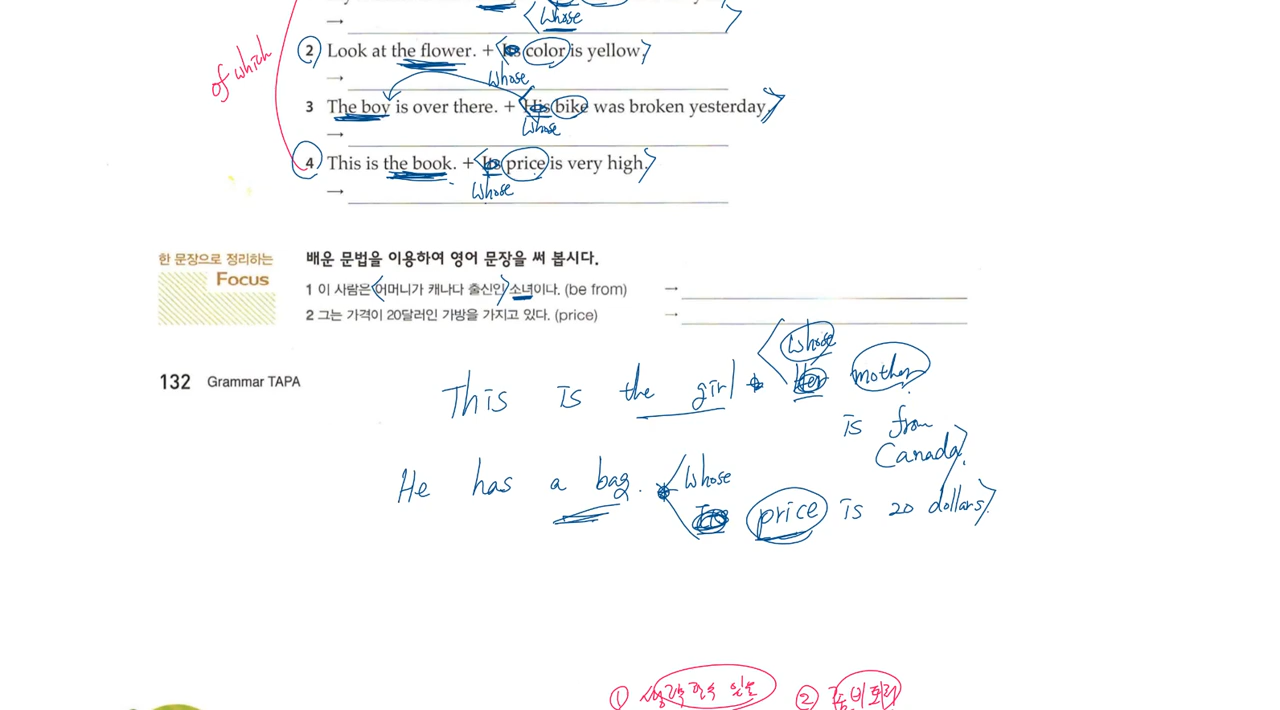 whose
→
of which
2 Look at the flower. + Its color is yellow.
whose
→
3 The boy is over there. + His bike was broken yesterday.
whose
→
4 This is the book. + Its price is very high.
whose
→
한 문장으로 정리하는
Focus
배운 문법을 이용하여 영어 문장을 써 봅시다.
1 이 사람은 어머니가 캐나다 출신인 소녀이다. (be from) →
2 그는 가격이 20달러인 가방을 가지고 있다. (price) →
132 Grammar TAPA
whose
This is the girl + Her mother
is from
Canada.
whose
He has a bag. Its price is 20 dollars.
① ②